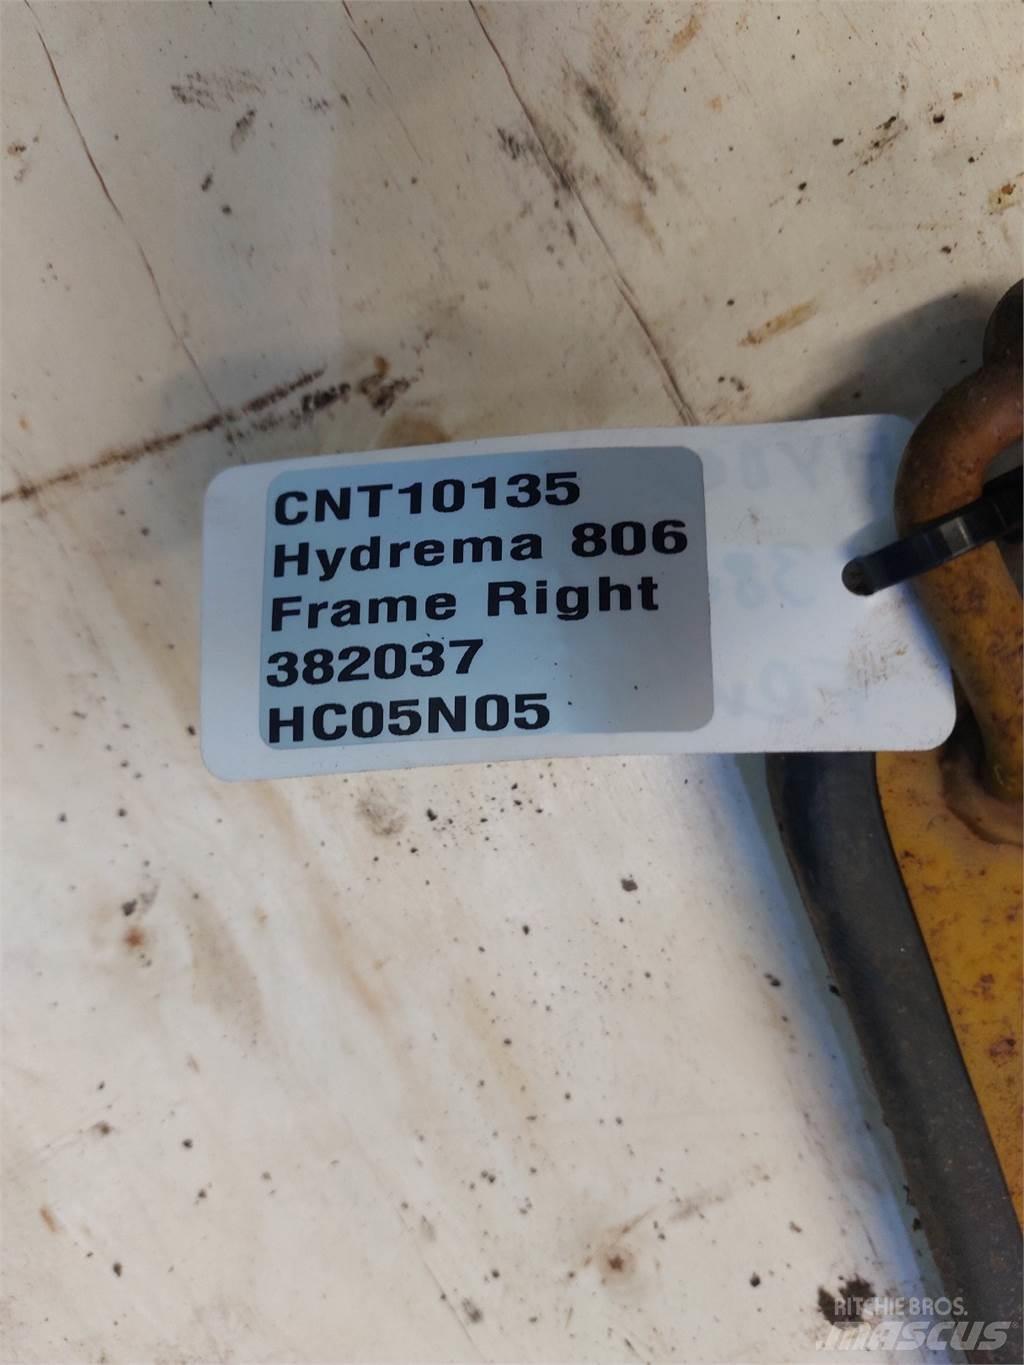 CNT10135
Hydrema 806
Frame Right
382037
HC05N05
RITCHIE BROS.
MASCUS